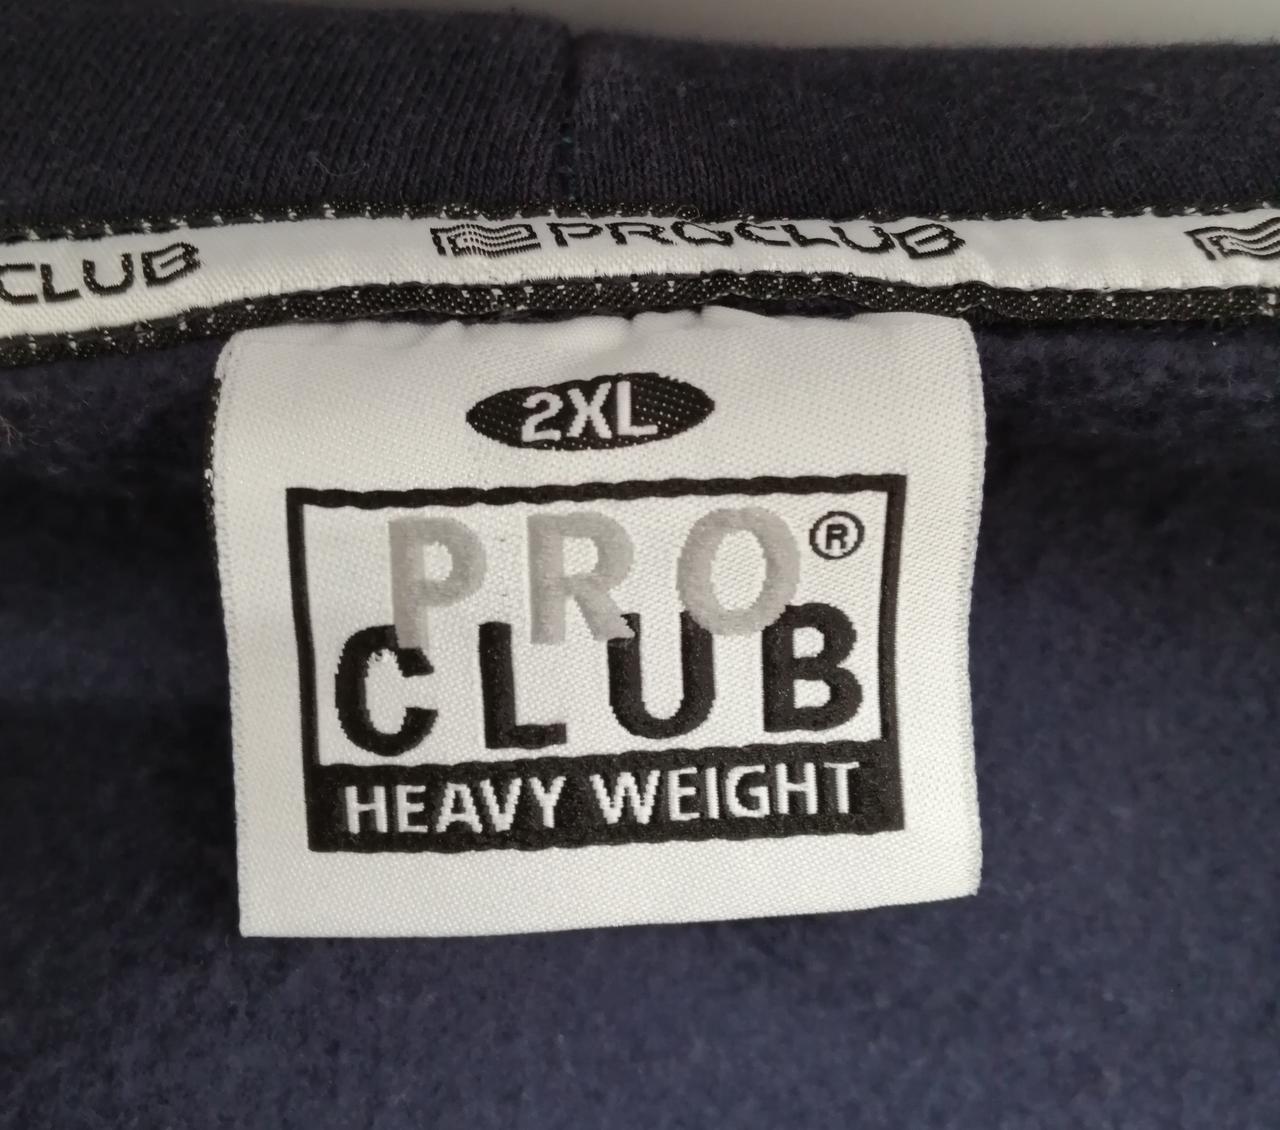 CLUB PROCLUB
2XL
PRO ®
CLUB
HEAVY WEIGHT